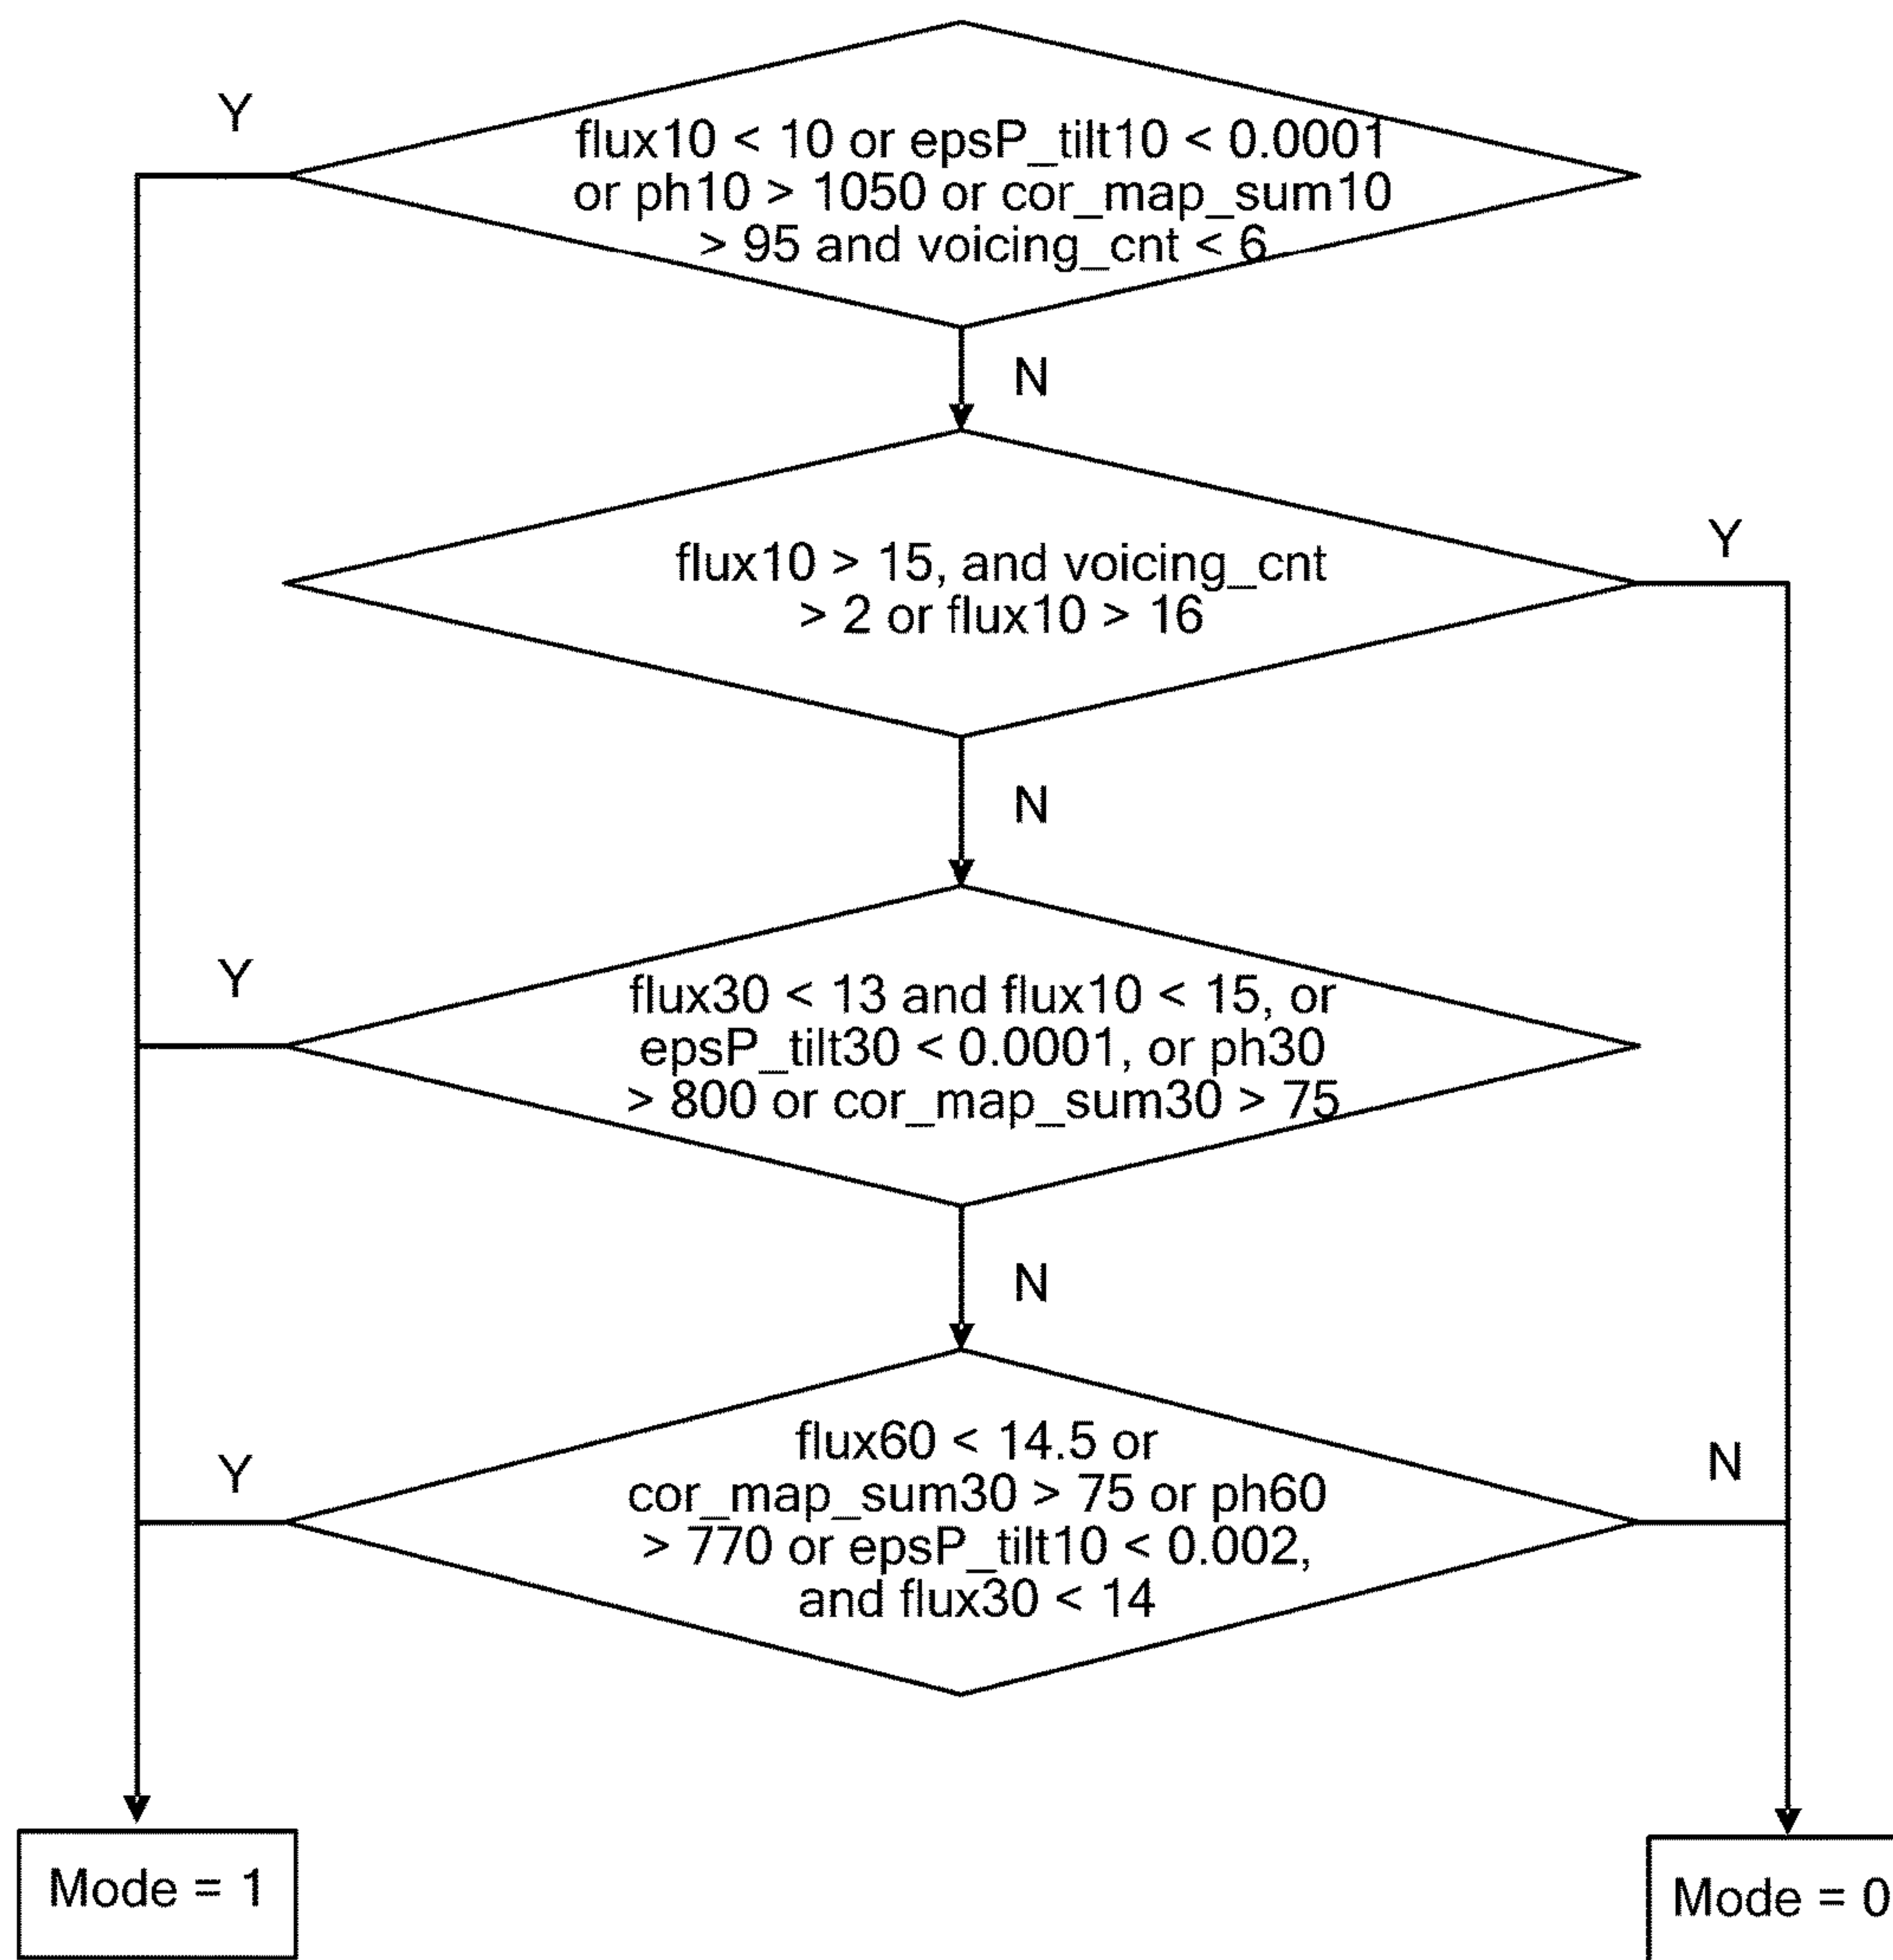 Y
flux10 < 10 or epsP_tilt10 < 0.0001
or ph10 > 1050 or cor_map_sum10
> 95 and voicing_cnt < 6
N
flux10 > 15, and voicing_cnt
> 2 or flux10 > 16
Y
N
Y
flux30 < 13 and flux10 < 15, or
epsP_tilt30 < 0.0001, or ph30
> 800 or cor_map_sum30 > 75
N
Y
flux60 < 14.5 or
cor_map_sum30 > 75 or ph60
> 770 or epsP_tilt10 < 0.002,
and flux30 < 14
N
Mode = 1
Mode = 0